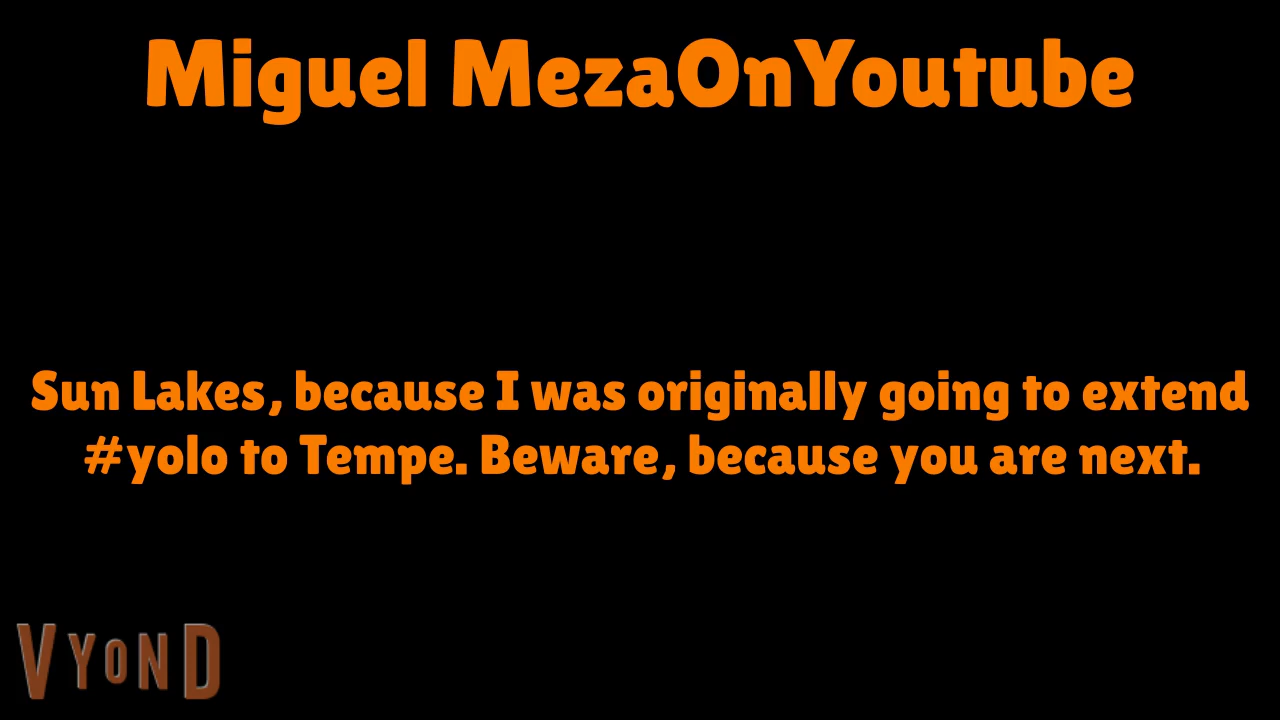 Miguel MezaOnYoutube
Sun Lakes, because I was originally going to extend
#yolo to Tempe. Beware, because you are next.
VYOND